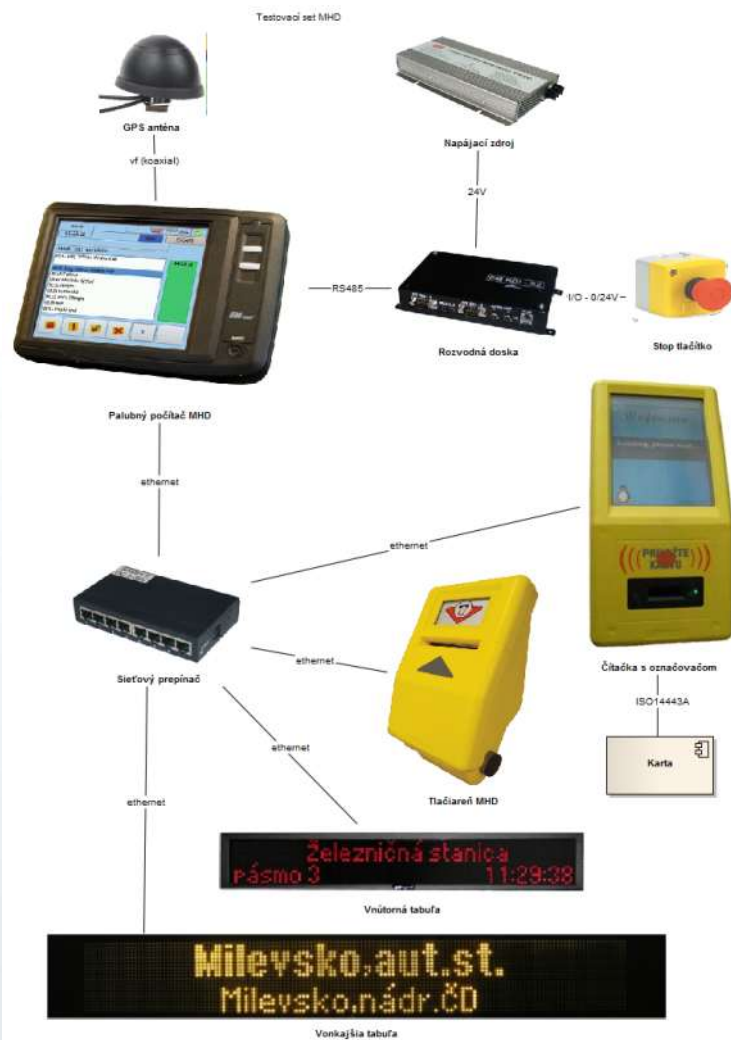 Testovací set MHD
GPS anténa
Napájací zdroj
vf (koaxial)
24V
RS485
I/O - 0/24V
Rozvodná doska
Stop tlačítko
Palubný počítač MHD
ethernet
ethernet
PRILOŽTE
KARTU
Sieťový prepínač
ethernet
Čítačka s označovačom
ISO14443A
ethernet
Karta
ethernet
Tlačiareň MHD
Železničná stanica
pásmo 3 11:29:38
Vnútorná tabuľa
Milevsko,aut.st.
Milevsko,nádr.ČD
Vonkajšia tabuľa